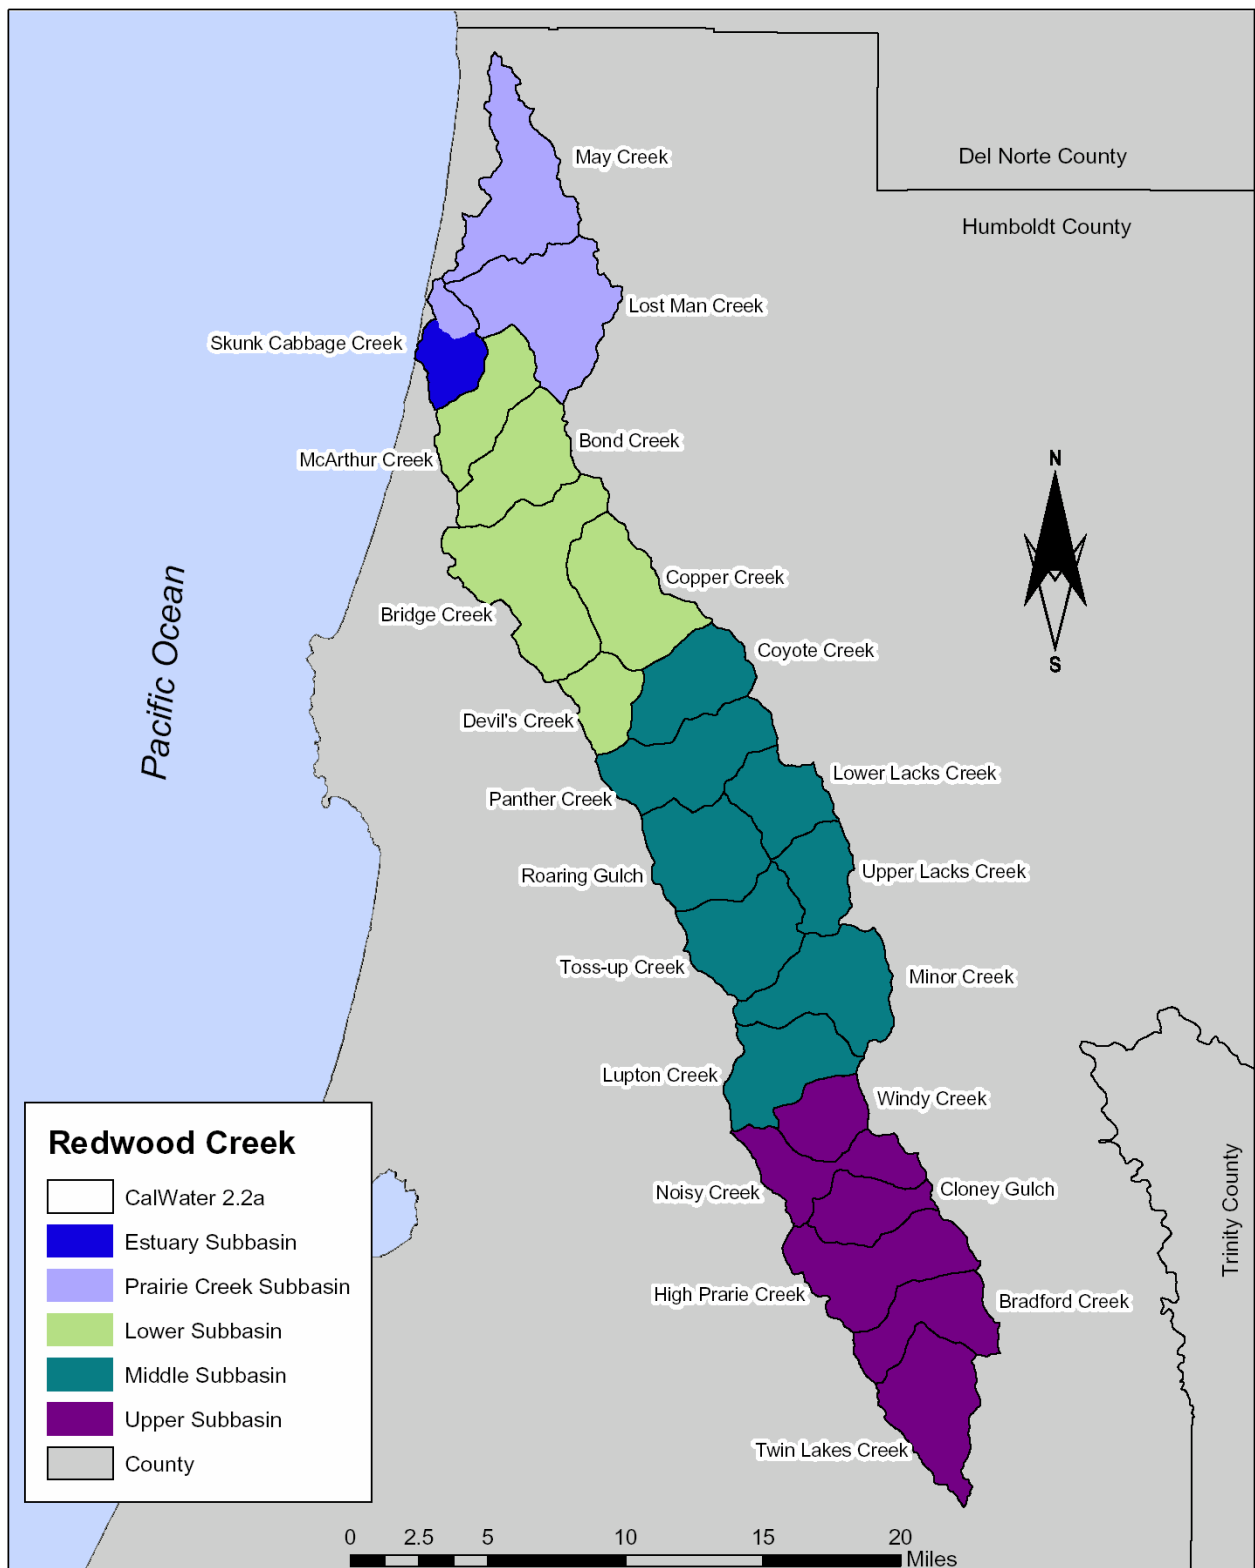 May Creek
Del Norte County
Humboldt County
Lost Man Creek
Skunk Cabbage Creek
Bond Creek
McArthur Creek
N
Copper Creek
Bridge Creek
Pacific Ocean
Coyote Creek
S
Devil's Creek
Lower Lacks Creek
Panther Creek
Roaring Gulch
Upper Lacks Creek
Toss-up Creek
Minor Creek
Lupton Creek
Windy Creek
Noisy Creek
Cloney Gulch
Trinity County
High Prarie Creek
Bradford Creek
Twin Lakes Creek
Redwood Creek
CalWater 2.2a
Estuary Subbasin
Prairie Creek Subbasin
Lower Subbasin
Middle Subbasin
Upper Subbasin
County
0 2.5 5 10 15 20
Miles